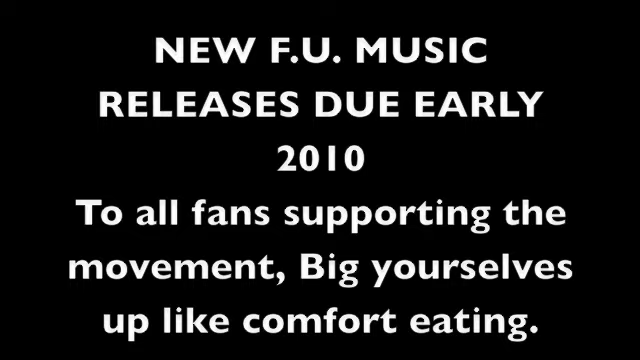 NEW F.U. MUSIC
RELEASES DUE EARLY
2010
To all fans supporting the
movement, Big yourselves
up like comfort eating.